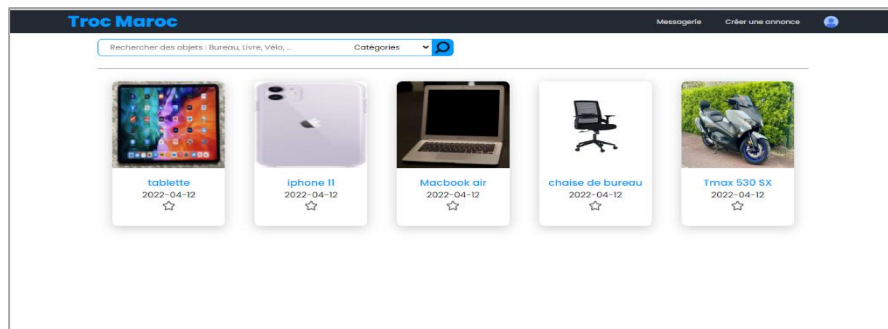 Troc Maroc
Messagerie
Créer une annonce
Rechercher des objets : Bureau, Livre, Vélo, ...
Catégories
tablette
2022-04-12
iphone 11
2022-04-12
Macbook air
2022-04-12
chaise de bureau
2022-04-12
Tmax 530 SX
2022-04-12